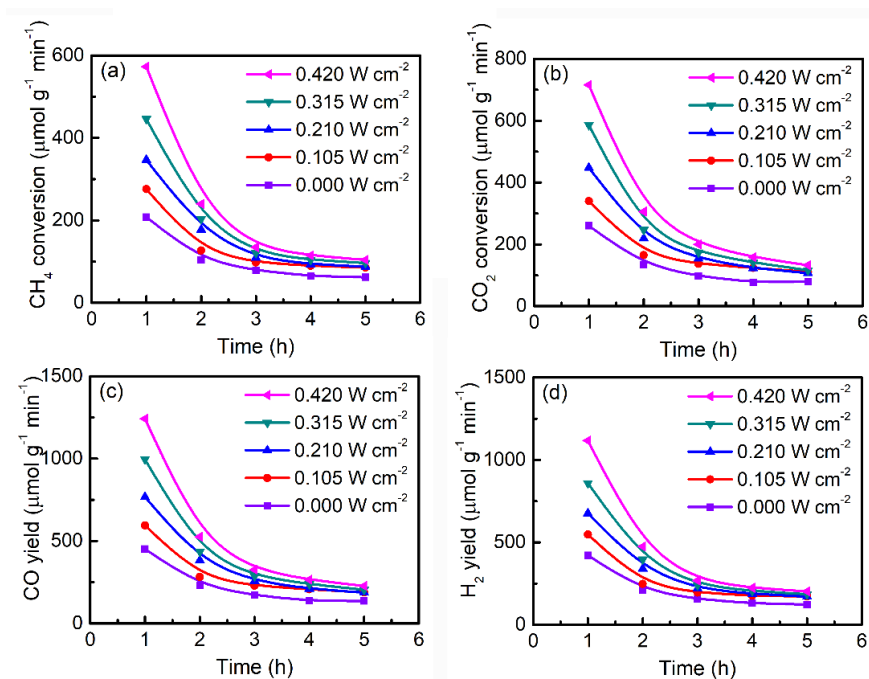 (a)
0.420 W cm⁻²
0.315 W cm⁻²
0.210 W cm⁻²
0.105 W cm⁻²
0.000 W cm⁻²
CH₄ conversion (μmol g⁻¹ min⁻¹)
600
400
200
0
0 1 2 3 4 5 6
Time (h)
(b)
0.420 W cm⁻²
0.315 W cm⁻²
0.210 W cm⁻²
0.105 W cm⁻²
0.000 W cm⁻²
CO₂ conversion (μmol g⁻¹ min⁻¹)
800
600
400
200
0
0 1 2 3 4 5 6
Time (h)
(c)
0.420 W cm⁻²
0.315 W cm⁻²
0.210 W cm⁻²
0.105 W cm⁻²
0.000 W cm⁻²
CO yield (μmol g⁻¹ min⁻¹)
1500
1000
500
0
0 1 2 3 4 5 6
Time (h)
(d)
0.420 W cm⁻²
0.315 W cm⁻²
0.210 W cm⁻²
0.105 W cm⁻²
0.000 W cm⁻²
H₂ yield (μmol g⁻¹ min⁻¹)
1500
1000
500
0
0 1 2 3 4 5 6
Time (h)